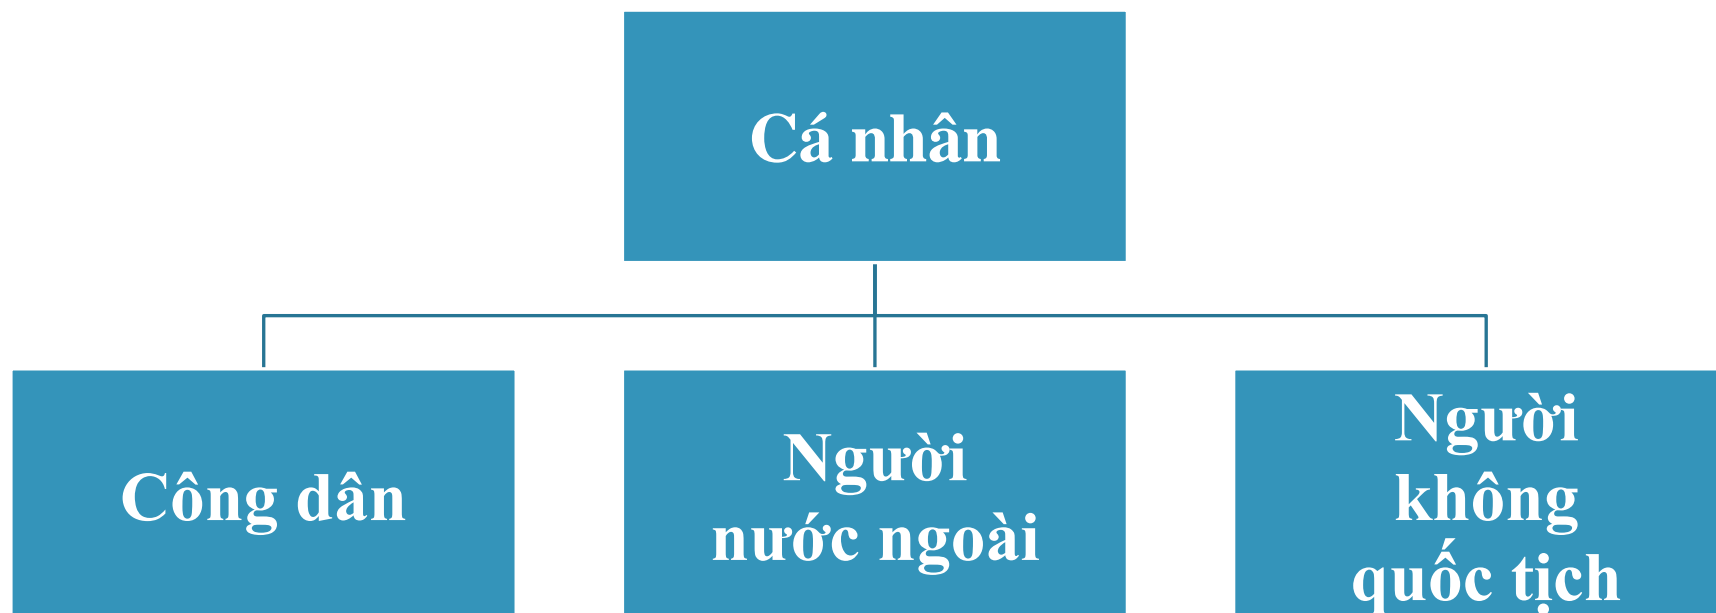 Cá nhân
Công dân
Người
nước ngoài
Người
không
quốc tịch